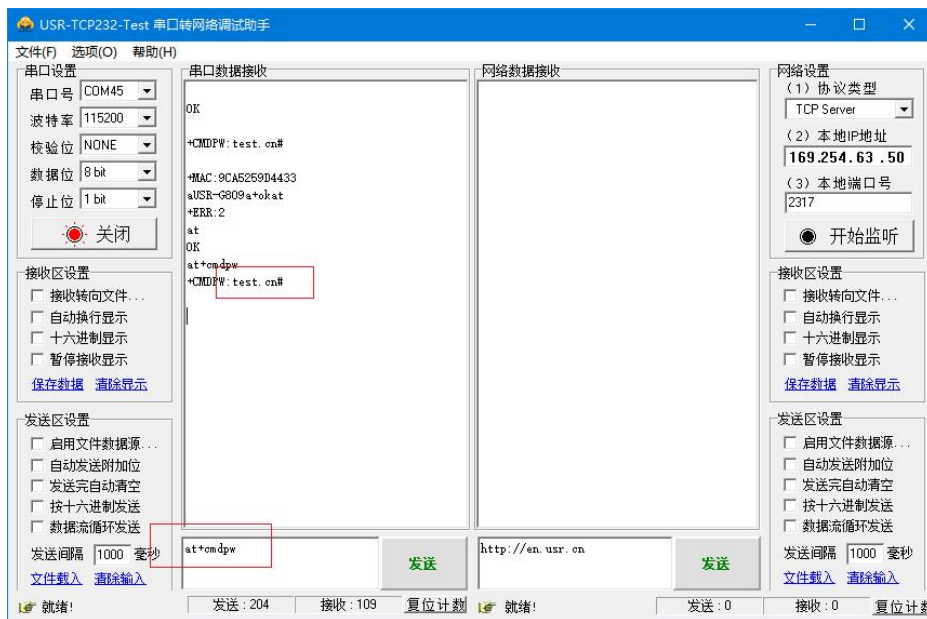 USR-TCP232-Test 串口转网络调试助手
文件(F) 选项(O) 帮助(H)
串口设置
串口号 COM45
波特率 115200
校验位 NONE
数据位 8 bit
停止位 1 bit
关闭
接收区设置
接收转向文件...
自动换行显示
十六进制显示
暂停接收显示
保存数据 清除显示
发送区设置
启用文件数据源...
自动发送附加位
发送完自动清空
按十六进制发送
数据流循环发送
发送间隔 1000 毫秒
文件载入 清除输入
就绪!
串口数据接收
OK
+CMDPW:test.cn#
+MAC:9CA5259D4433
aUSR-G809a+okat
+ERR:2
at
OK
at+cmdpw
+CMDPW:test.cn#
at+cmdpw
发送
发送:204 接收:109 复位计数
网络数据接收
http://en.usr.cn
发送
就绪!
发送:0 接收:0 复位计数
网络设置
(1) 协议类型
TCP Server
(2) 本地IP地址
169.254.63.50
(3) 本地端口号
2317
开始监听
接收区设置
接收转向文件...
自动换行显示
十六进制显示
暂停接收显示
保存数据 清除显示
发送区设置
启用文件数据源...
自动发送附加位
发送完自动清空
按十六进制发送
数据流循环发送
发送间隔 1000 毫秒
文件载入 清除输入